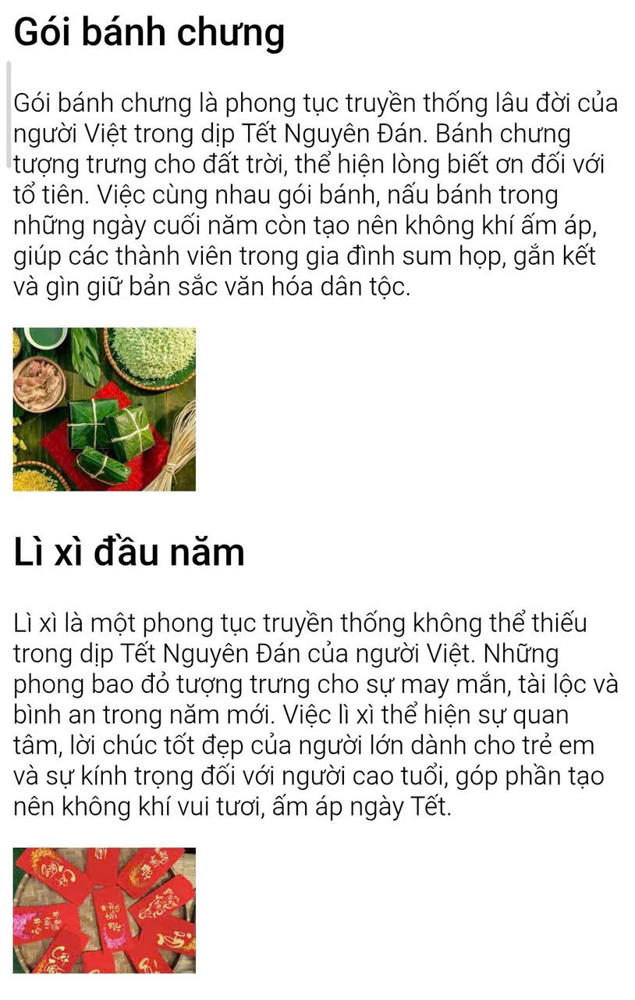 Gói bánh chưng
Gói bánh chưng là phong tục truyền thống lâu đời của
người Việt trong dịp Tết Nguyên Đán. Bánh chưng
tượng trưng cho đất trời, thể hiện lòng biết ơn đối với
tổ tiên. Việc cùng nhau gói bánh, nấu bánh trong
những ngày cuối năm còn tạo nên không khí ấm áp,
giúp các thành viên trong gia đình sum họp, gắn kết
và gìn giữ bản sắc văn hóa dân tộc.
Lì xì đầu năm
Lì xì là một phong tục truyền thống không thể thiếu
trong dịp Tết Nguyên Đán của người Việt. Những
phong bao đỏ tượng trưng cho sự may mắn, tài lộc và
bình an trong năm mới. Việc lì xì thể hiện sự quan
tâm, lời chúc tốt đẹp của người lớn dành cho trẻ em
và sự kính trọng đối với người cao tuổi, góp phần tạo
nên không khí vui tươi, ấm áp ngày Tết.